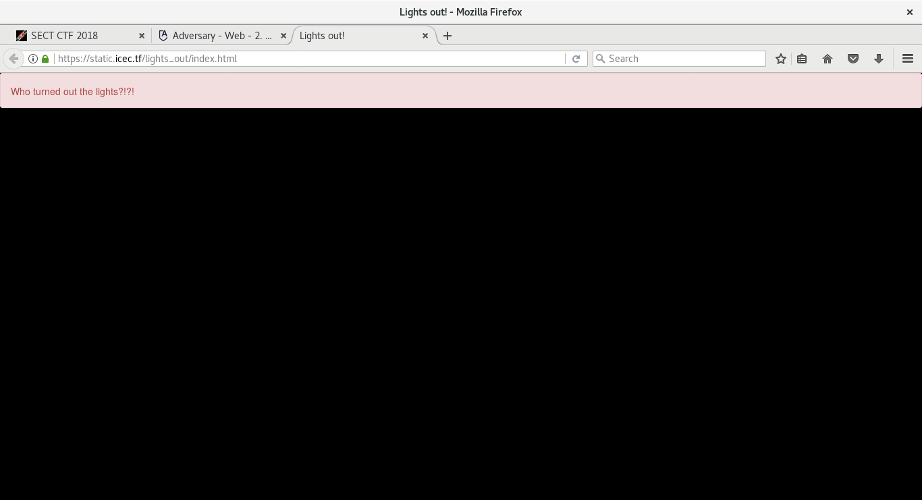 Lights out! - Mozilla Firefox
SECT CTF 2018
Adversary - Web - 2. ...
Lights out!
https://static.icec.tf/lights_out/index.html
Search
Who turned out the lights?!?!